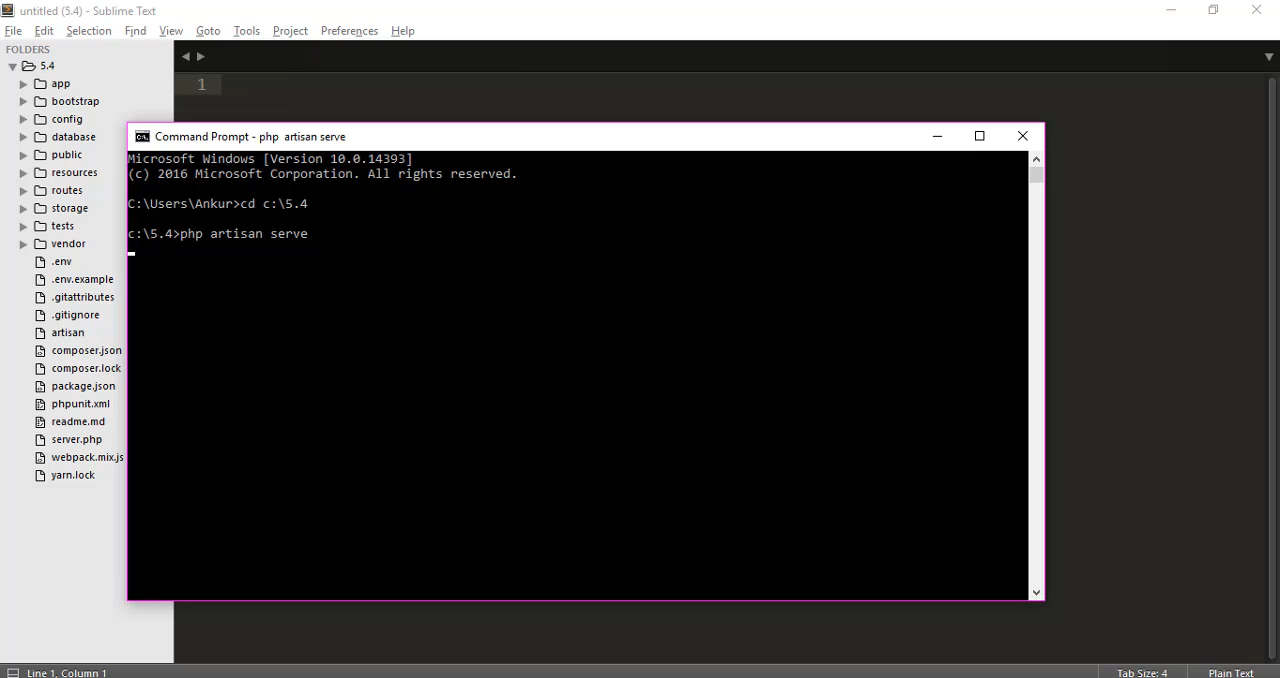 untitled (5.4) - Sublime Text
File Edit Selection Find View Goto Tools Project Preferences Help
FOLDERS
5.4
app
bootstrap
config
database
public
resources
routes
storage
tests
vendor
.env
.env.example
.gitattributes
.gitignore
artisan
composer.json
composer.lock
package.json
phpunit.xml
readme.md
server.php
webpack.mix.js
yarn.lock
1
Command Prompt - php  artisan serve
Microsoft Windows [Version 10.0.14393]
(c) 2016 Microsoft Corporation. All rights reserved.
C:\Users\Ankur>cd c:\5.4
c:\5.4>php artisan serve
Line 1, Column 1
Tab Size: 4
Plain Text